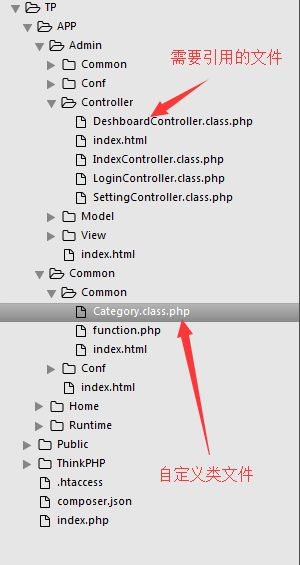 TP
APP
Admin
Common
Conf
需要引用的文件
Controller
DeshboardController.class.php
index.html
IndexController.class.php
LoginController.class.php
SettingController.class.php
Model
View
index.html
Common
Common
Category.class.php
function.php
index.html
Conf
index.html
Home
Runtime
Public
ThinkPHP
自定义类文件
.htaccess
composer.json
index.php